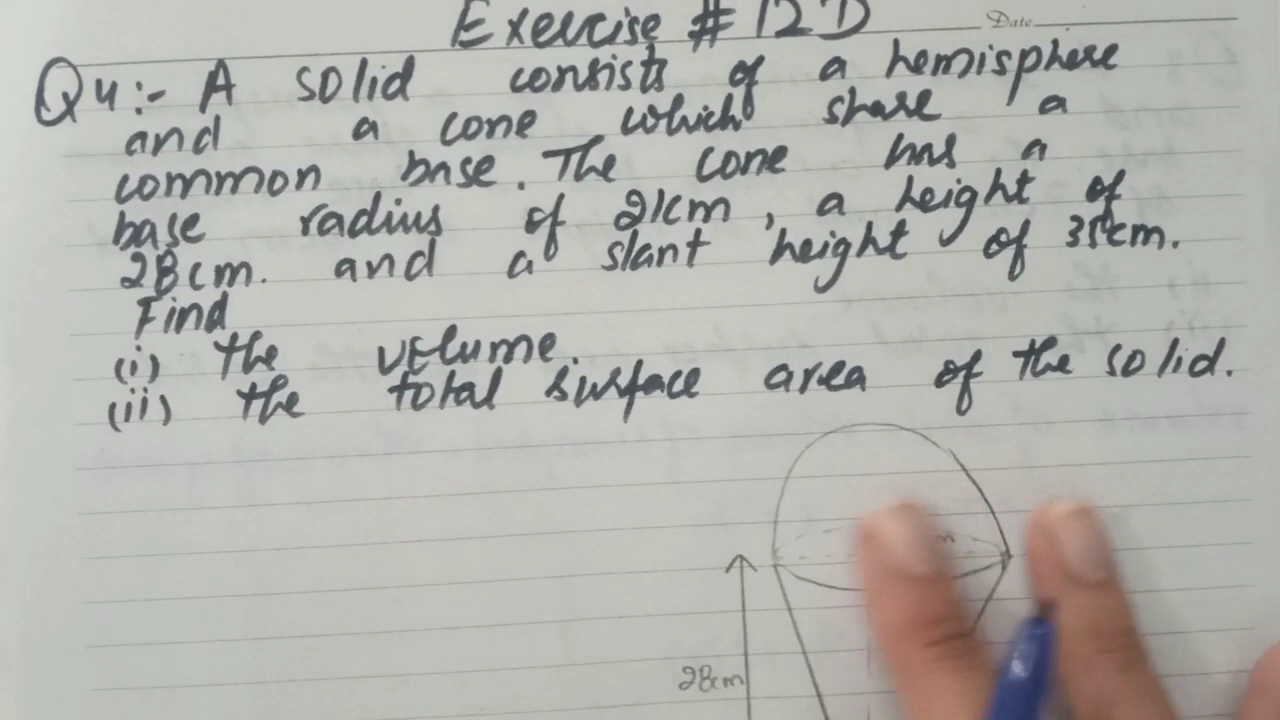 Exercise # 12D
Date
Q4:- A solid consists of a hemisphere
and a cone which share a
common base. The cone has a
base radius of 21cm, a height of
28cm. and a slant height of 35cm.
Find
(i) the volume.
(ii) the total surface area of the solid.
28cm